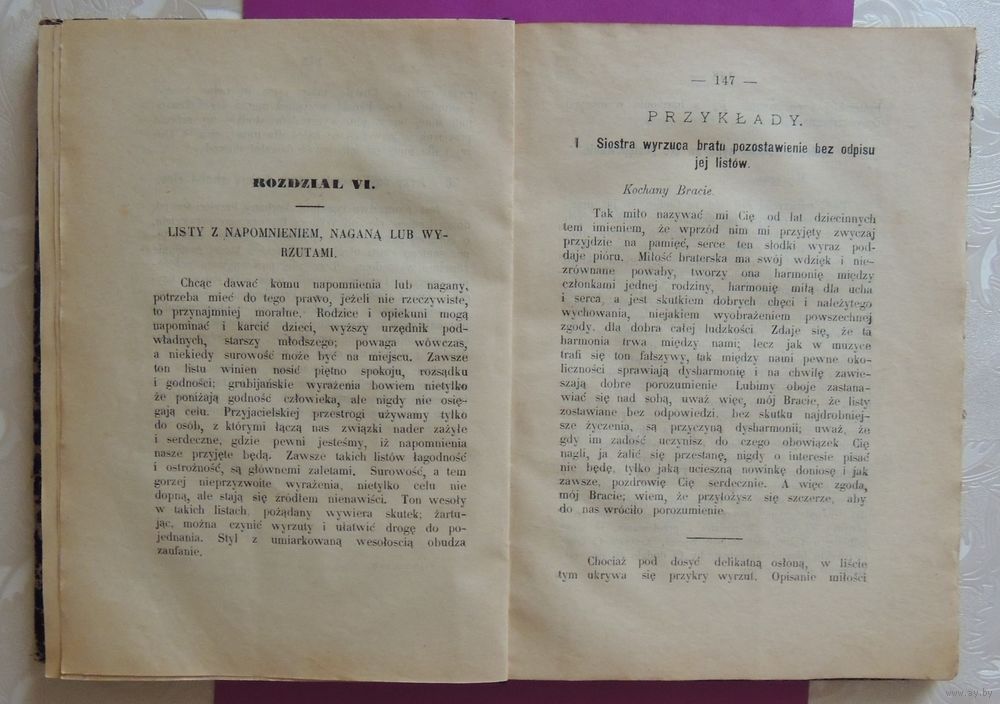 ROZDZIAŁ VI.
LISTY Z NAPOMNIENIEM, NAGANĄ LUB WY-
RZUTAMI.
Chcąc dawać komu napomnienia lub nagany,
potrzeba mieć do tego prawo, jeżeli nie rzeczywiste,
to przynajmniej moralne. Rodzice i opiekuni mogą
napominać i karcić dzieci, wyższy urzędnik pod-
władnych, starszy młodszego; powaga wówczas,
a niekiedy surowość może być na miejscu. Zawsze
ton listu winien nosić piętno spokoju, rozsądku
i godności; grubijańskie wyrażenia bowiem nietylko
że poniżają godność człowieka, ale nigdy nie osię-
gają celu. Przyjacielskiej przestrogi używamy tylko
do osób, z którymi łączą nas związki nader zażyłe
i serdeczne, gdzie pewni jesteśmy, iż napomnienia
nasze przyjęte będą. Zawsze takich listów łagodność
i ostrożność, są głównemi zaletami. Surowość, a tem
gorzej nieprzyzwoite wyrażenia, nietylko celu nie
dopną, ale stają się źródłem nienawiści. Ton wesoły
w takich listach, pożądany wywiera skutek; żartu-
jąc, można czynić wyrzuty i ułatwić drogę do po-
jednania. Styl z umiarkowaną wesołoscią obudza
zaufanie.
— 147 —
PRZYKŁADY.
I Siostra wyrzuca bratu pozostawienie bez odpisu
jej listów.
Kochany Bracie.
Tak miło nazywać mi Cię od lat dziecinnych
tem imieniem, że wprzód nim mi przyjęty zwyczaj
przyjdzie na pamięć, serce ten słodki wyraz pod-
daje pióru. Miłość braterska ma swój wdzięk i nie-
zrównane powaby, tworzy ona harmonię między
członkami jednej rodziny, harmonię miłą dla ucha
i serca, a jest skutkiem dobrych chęci i należytego
wychowania, niejakiem wyobrażeniem powszechnej
zgody, dla dobra całej ludzkości. Zdaje się, że ta
harmonia trwa między nami; lecz jak w muzyce
trafi się ton fałszywy, tak między nami pewne oko-
liczności sprawiają dysharmonię i na chwilę zawie-
szają dobre porozumienie Lubimy oboje zastana-
wiać się nad sobą, uważ więc, mój Bracie, że listy
zostawiane bez odpowiedzi, bez skutku najdrobniej-
sze życzenia, są przyczyną dysharmonii; uważ, że
gdy im zadość uczynisz, do czego obowiązek Cię
nagli, ja żalić się przestanę, nigdy o interesie pisać
nie będę, tylko jaką ucieszną nowinkę doniosę i jak
zawsze, pozdrowię Cię serdecznie. A więc zgoda,
mój Bracie; wiem, że przyłożysz się szczerze, aby
do nas wróciło porozumienie.
Chociaż pod dosyć delikatną osłoną, w liście
tym ukrywa się przykry wyrzut. Opisanie miłości
www.ay.by